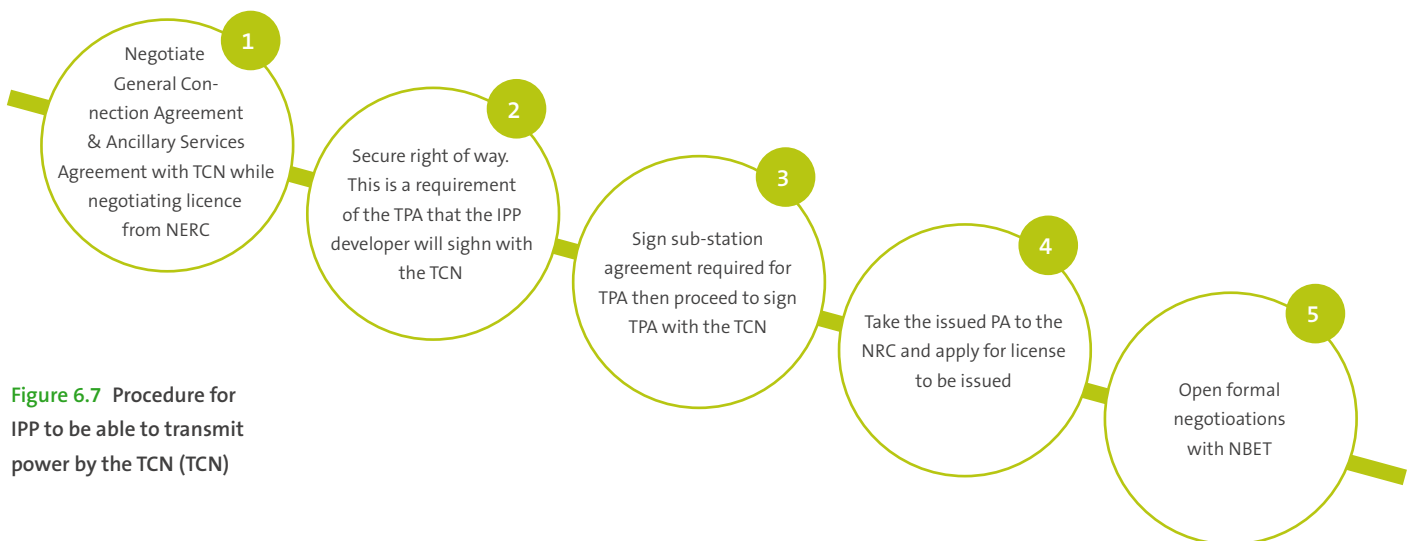 1
Negotiate
General Con-
nection Agreement
& Ancillary Services
Agreement with TCN while
negotiating licence
from NERC
2
Secure right of way.
This is a requirement
of the TPA that the IPP
developer will sighn with
the TCN
3
Sign sub-station
agreement required for
TPA then proceed to sign
TPA with the TCN
4
Take the issued PA to the
NRC and apply for license
to be issued
5
Open formal
negotioations
with NBET
Figure 6.7 Procedure for
IPP to be able to transmit
power by the TCN (TCN)